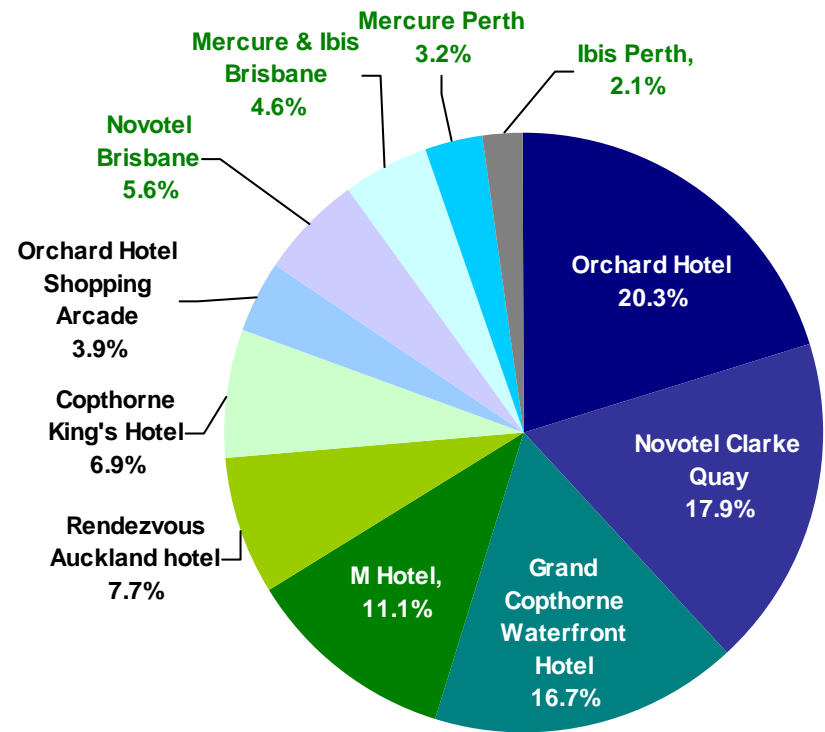 Mercure Perth
3.2%
Ibis Perth,
2.1%
Mercure & Ibis
Brisbane
4.6%
Novotel
Brisbane
5.6%
Orchard Hotel
Shopping
Arcade
3.9%
Copthorne
King's Hotel
6.9%
Rendezvous
Auckland hotel
7.7%
Orchard Hotel
20.3%
Novotel Clarke
Quay
17.9%
Grand
Copthorne
Waterfront
Hotel
16.7%
M Hotel,
11.1%